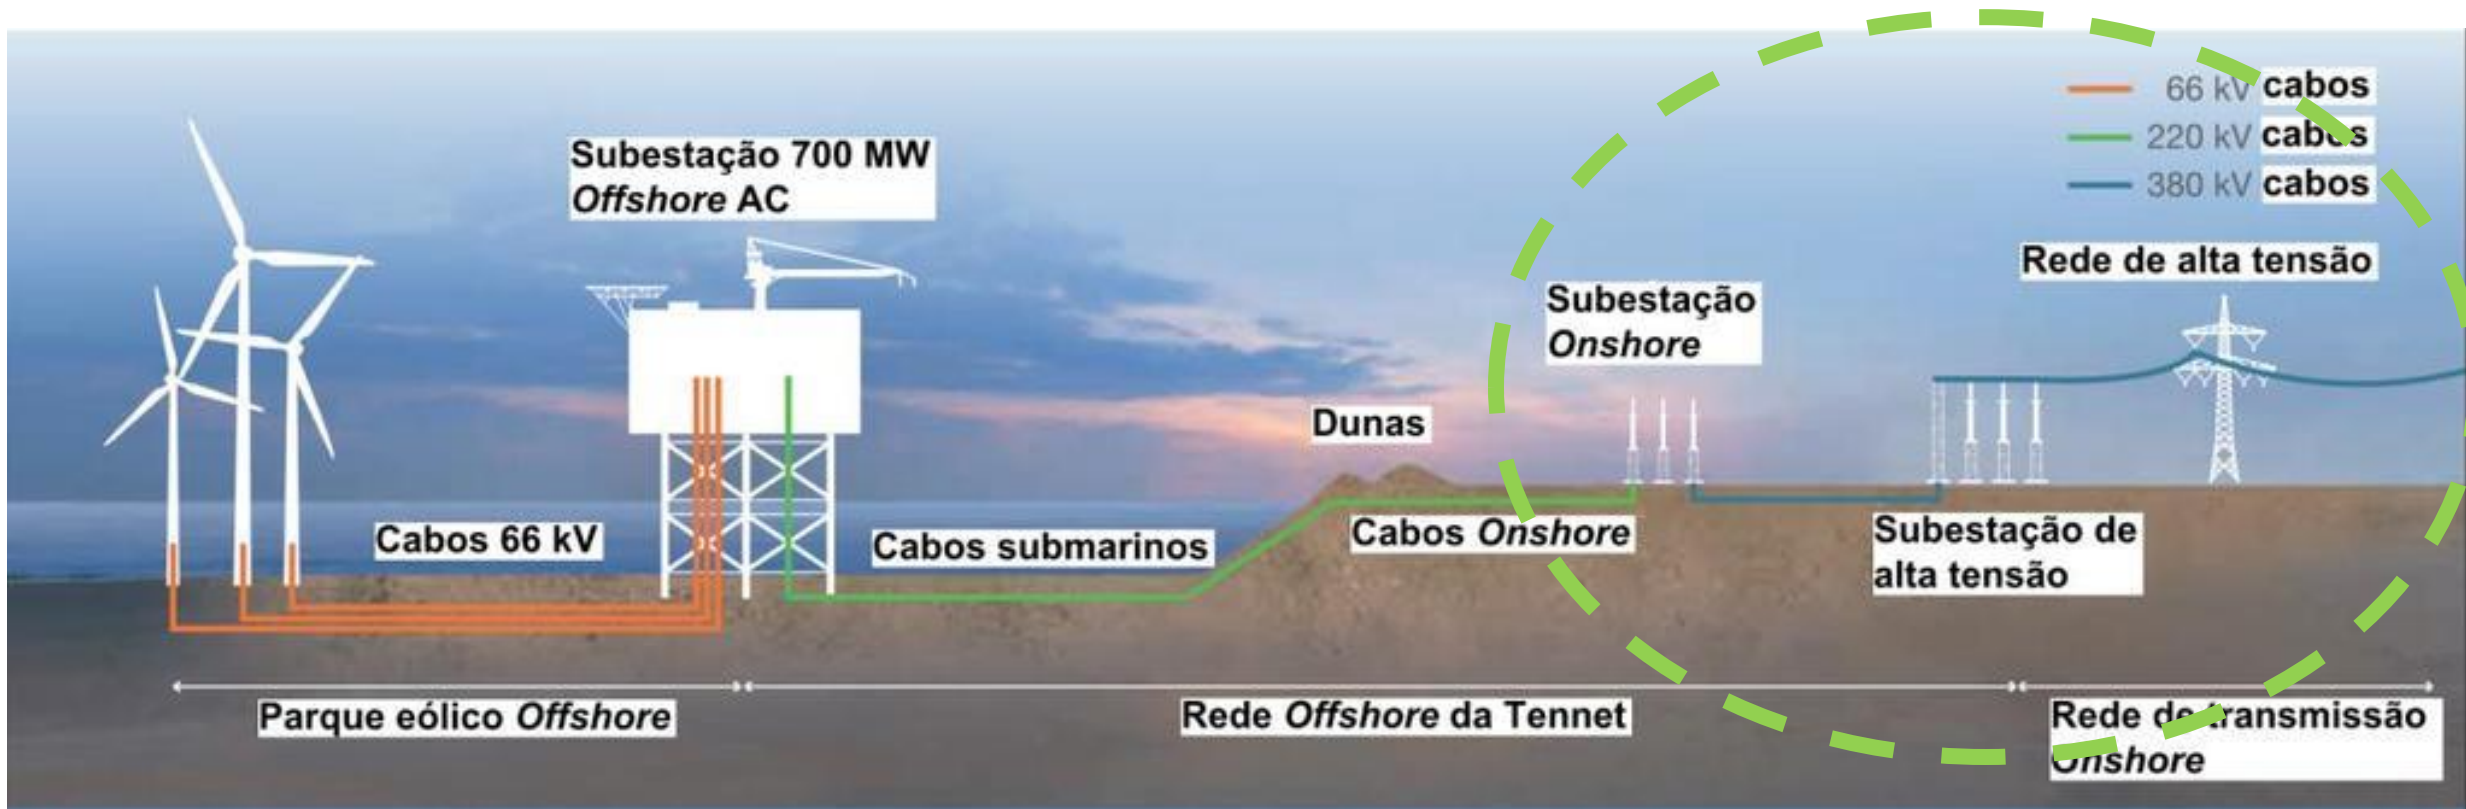 66 kV cabos
220 kV cabos
380 kV cabos
Subestação 700 MW
Offshore AC
Rede de alta tensão
Subestação
Onshore
Dunas
Cabos 66 kV
Cabos submarinos
Cabos Onshore
Subestação de
alta tensão
Parque eólico Offshore
Rede Offshore da Tennet
Rede de transmissão
Onshore